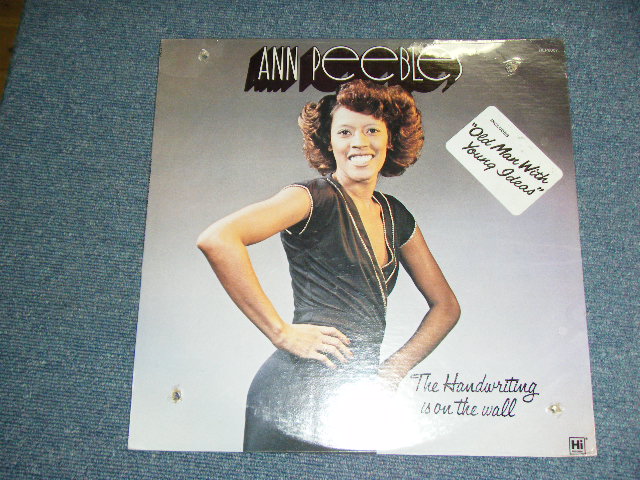 ANN PEEBLES
"Old Man With
Young Ideas"
"The Handwriting
is on the wall
Hi